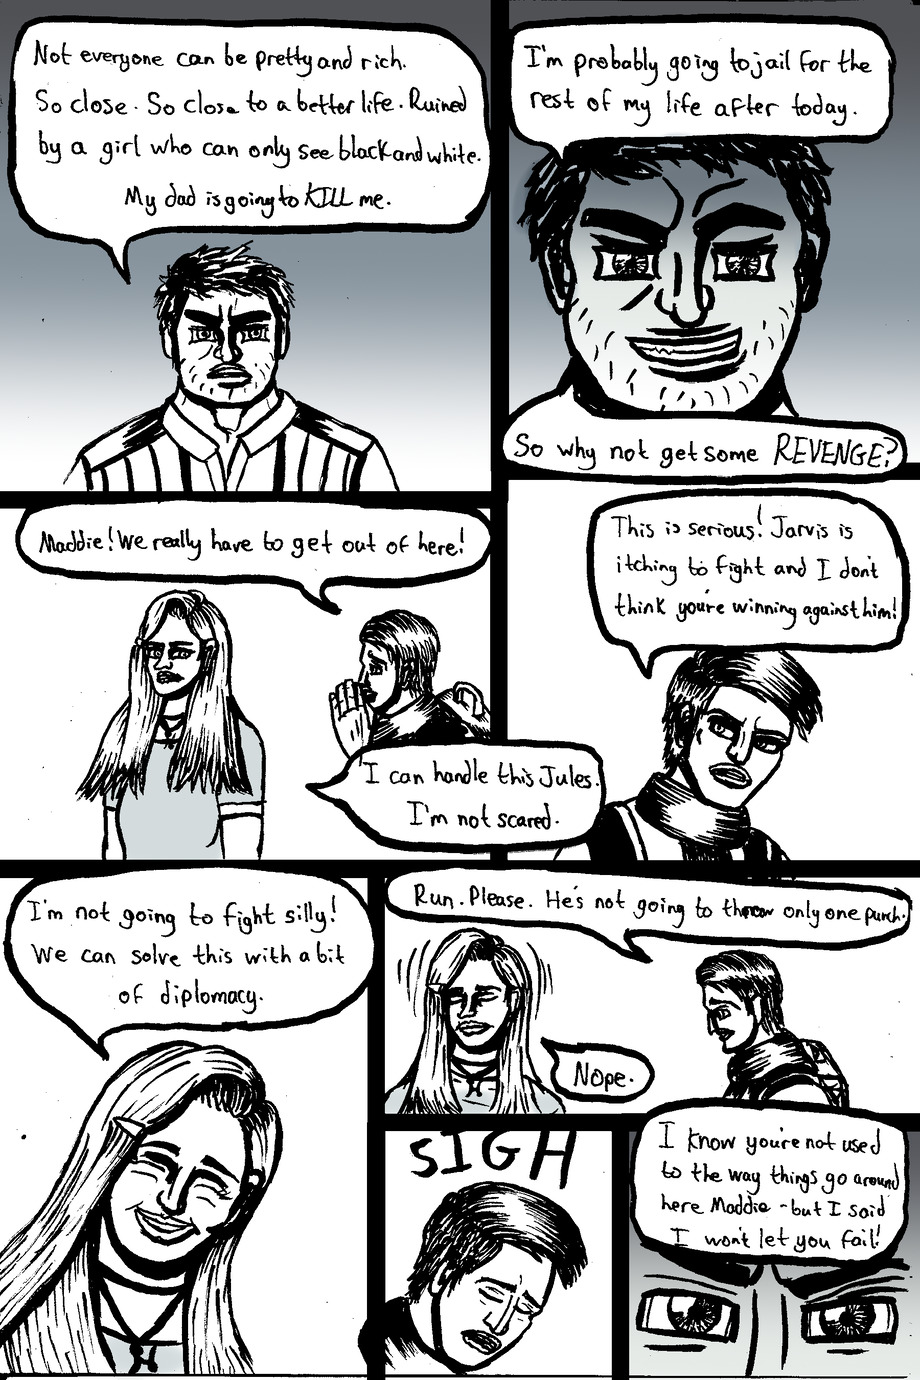 Not everyone can be pretty and rich.
So close. So close to a better life. Ruined
by a girl who can only see black and white.
My dad is going to KILL me.
I'm probably going to jail for the
rest of my life after today.
So why not get some REVENGE?
Maddie! We really have to get out of here!
I can handle this Jules.
I'm not scared.
This is serious! Jarvis is
itching to fight and I don't
think you're winning against him!
I'm not going to fight silly!
We can solve this with a bit
of diplomacy.
Run. Please. He's not going to throw only one punch.
Nope.
SIGH
I know you're not used
to the way things go around
here Maddie - but I said
I won't let you fail!